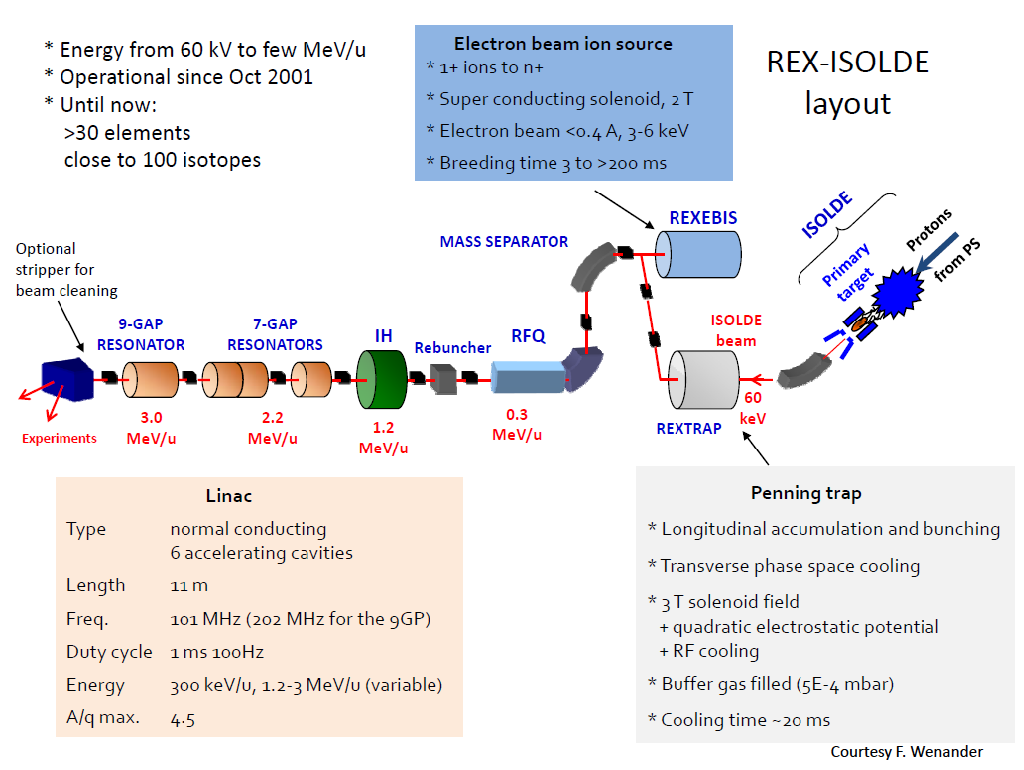 * Energy from 60 kV to few MeV/u
* Operational since Oct 2001
* Until now:
>30 elements
close to 100 isotopes
Electron beam ion source
* 1+ ions to n+
* Super conducting solenoid, 2 T
* Electron beam <0.4 A, 3-6 keV
* Breeding time 3 to >200 ms
REX-ISOLDE
layout
Optional
stripper for
beam cleaning
9-GAP
RESONATOR
7-GAP
RESONATORS
IH
Rebuncher
RFQ
MASS SEPARATOR
REXEBIS
ISOLDE
Primary
target
Protons
from PS
ISOLDE
beam
60
keV
REXTRAP
Experiments
3.0
MeV/u
2.2
MeV/u
1.2
MeV/u
0.3
MeV/u
Linac
Type normal conducting
6 accelerating cavities
Length 11 m
Freq. 101 MHz (202 MHz for the 9GP)
Duty cycle 1 ms 100Hz
Energy 300 keV/u, 1.2-3 MeV/u (variable)
A/q max. 4.5
Penning trap
* Longitudinal accumulation and bunching
* Transverse phase space cooling
* 3 T solenoid field
+ quadratic electrostatic potential
+ RF cooling
* Buffer gas filled (5E-4 mbar)
* Cooling time ~20 ms
Courtesy F. Wenander